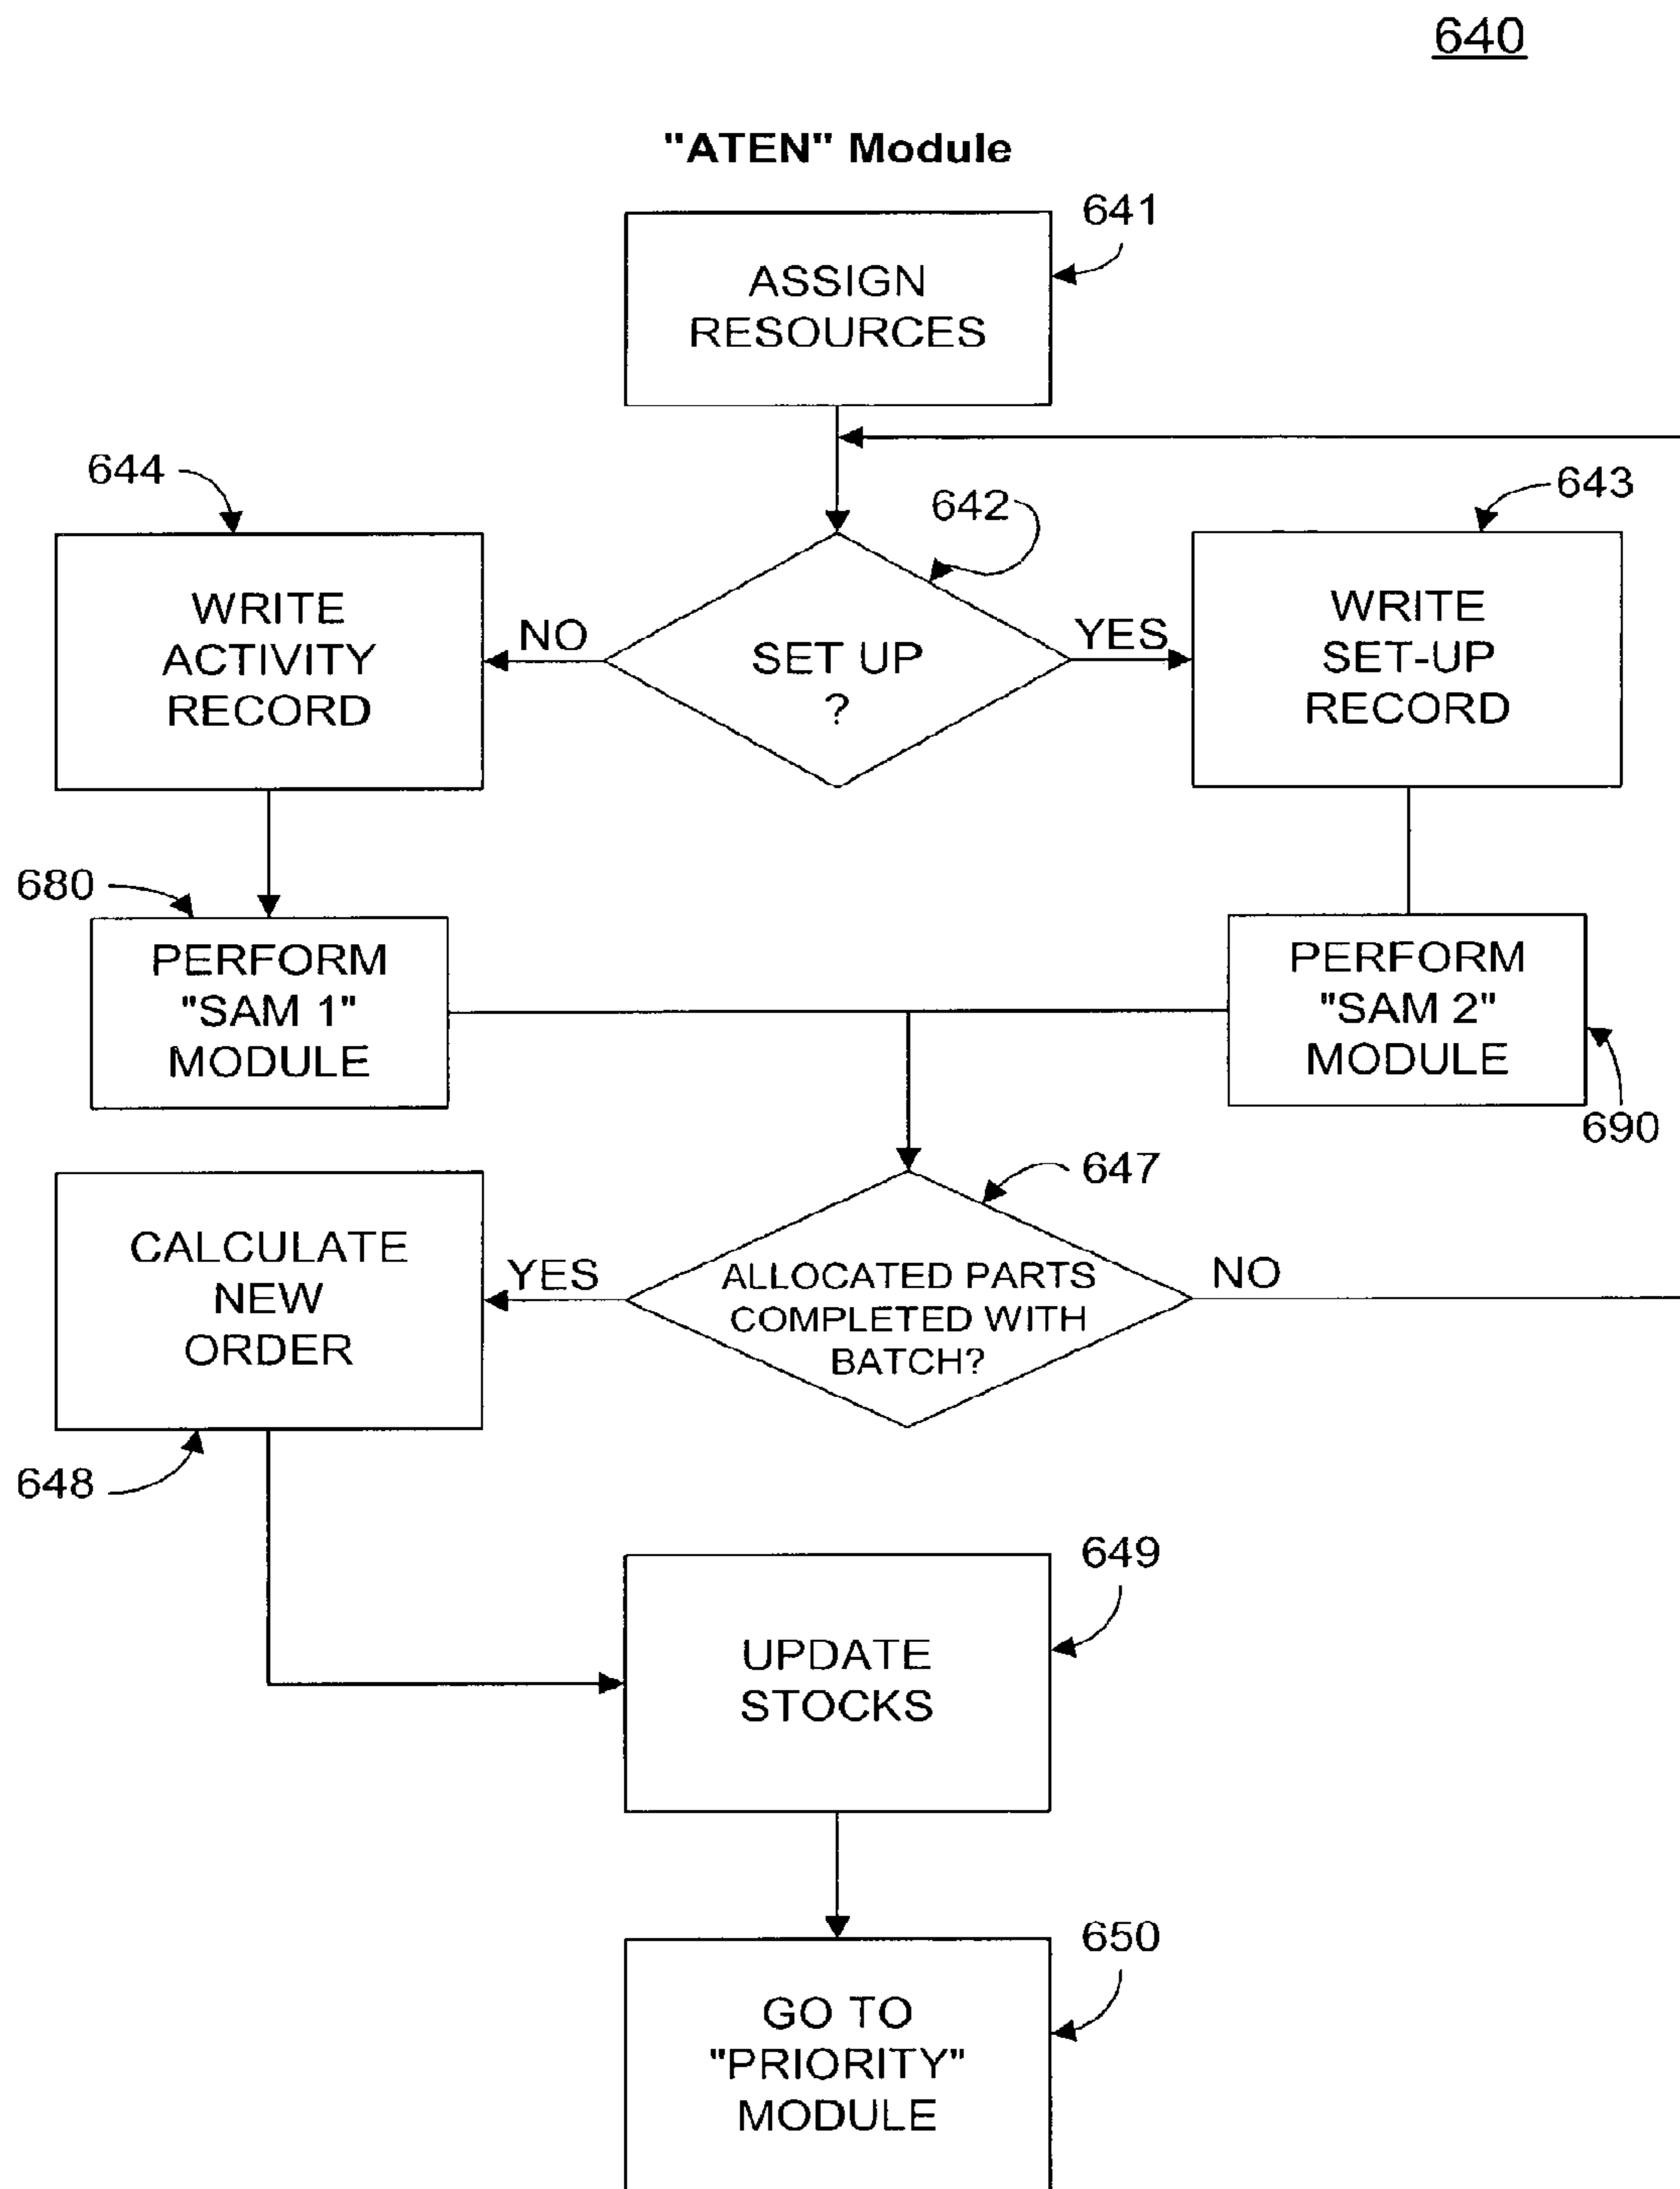 640
"ATEN" Module
641
ASSIGN
RESOURCES
644
642
643
WRITE
ACTIVITY
RECORD
NO
SET UP
?
YES
WRITE
SET-UP
RECORD
680
PERFORM
"SAM 1"
MODULE
PERFORM
"SAM 2"
MODULE
690
647
CALCULATE
NEW
ORDER
YES
ALLOCATED PARTS
COMPLETED WITH
BATCH?
NO
648
649
UPDATE
STOCKS
650
GO TO
"PRIORITY"
MODULE